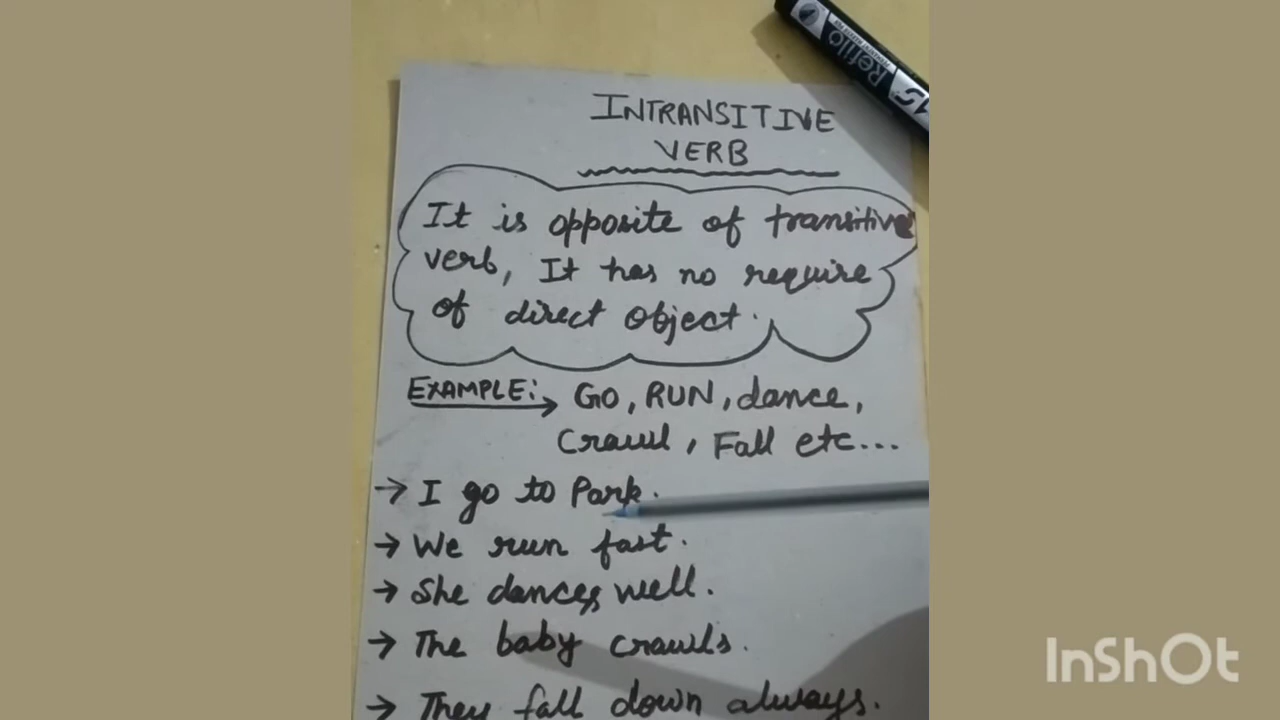 Refilo
15
INTRANSITIVE
VERB
It is opposite of transitive
verb, It has no require
of direct object.
EXAMPLE:→ GO, RUN, dance,
Crawl, Fall etc...
→ I go to Park.
→ We run fast.
→ She dances well.
→ The baby crawls.
→ They fall down always.
InShOt